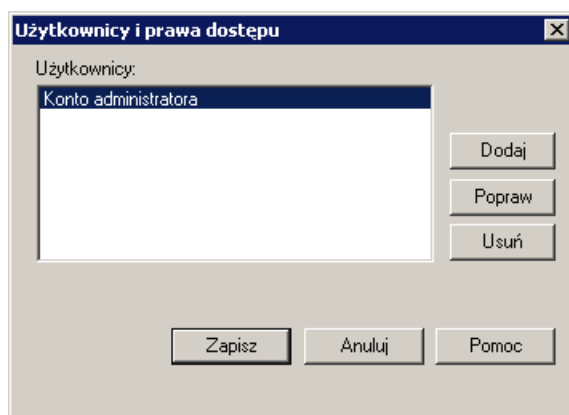 Użytkownicy i prawa dostępu
Użytkownicy:
Konto administratora
Dodaj
Popraw
Usuń
Zapisz
Anuluj
Pomoc